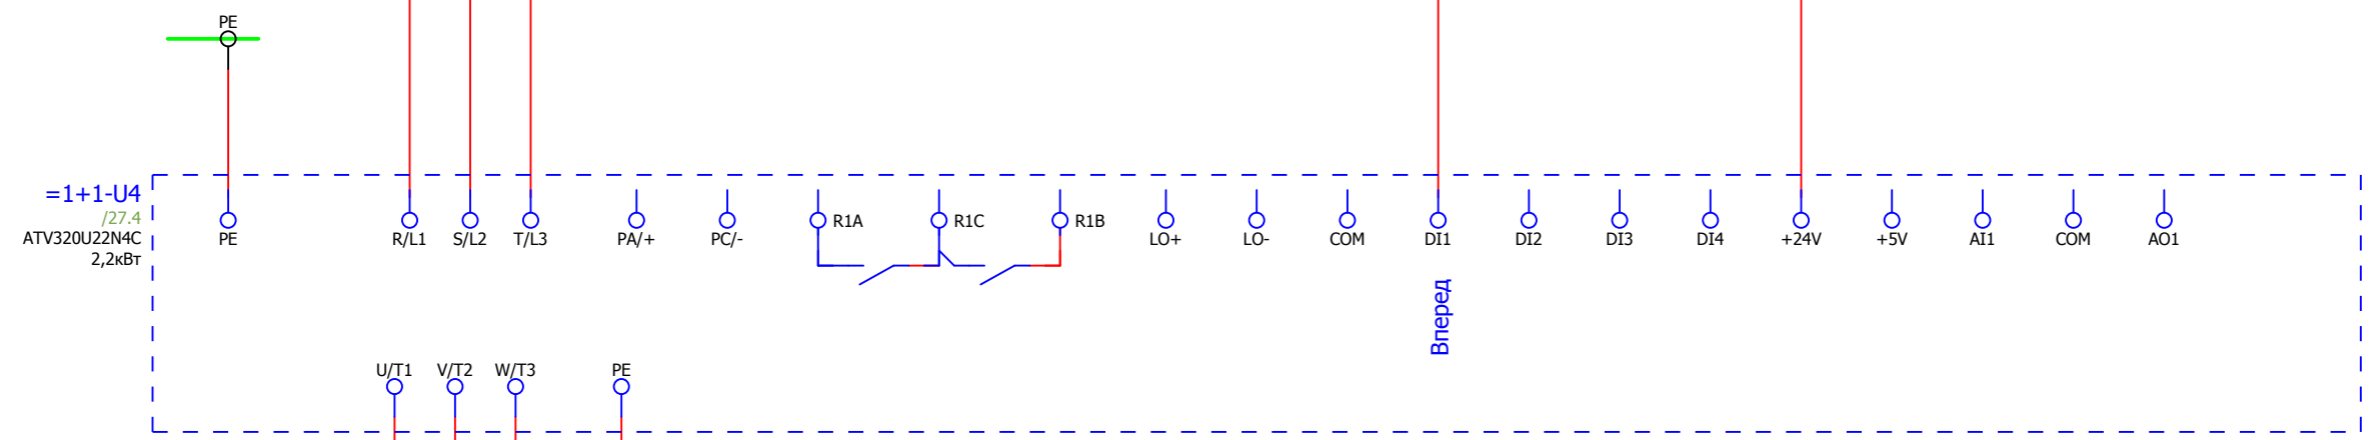 PE
=1+1-U4
/27.4
ATV320U22N4C
2,2кВт
PE
R/L1
S/L2
T/L3
PA/+
PC/-
R1A
R1C
R1B
LO+
LO-
COM
DI1
DI2
DI3
DI4
+24V
+5V
AI1
COM
AO1
Вперед
U/T1
V/T2
W/T3
PE